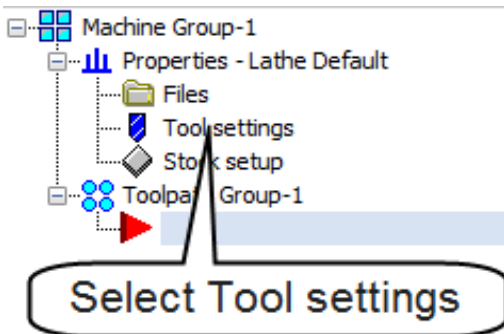 Machine Group-1
Properties - Lathe Default
Files
Tool settings
Stock setup
Toolpath Group-1
Select Tool settings